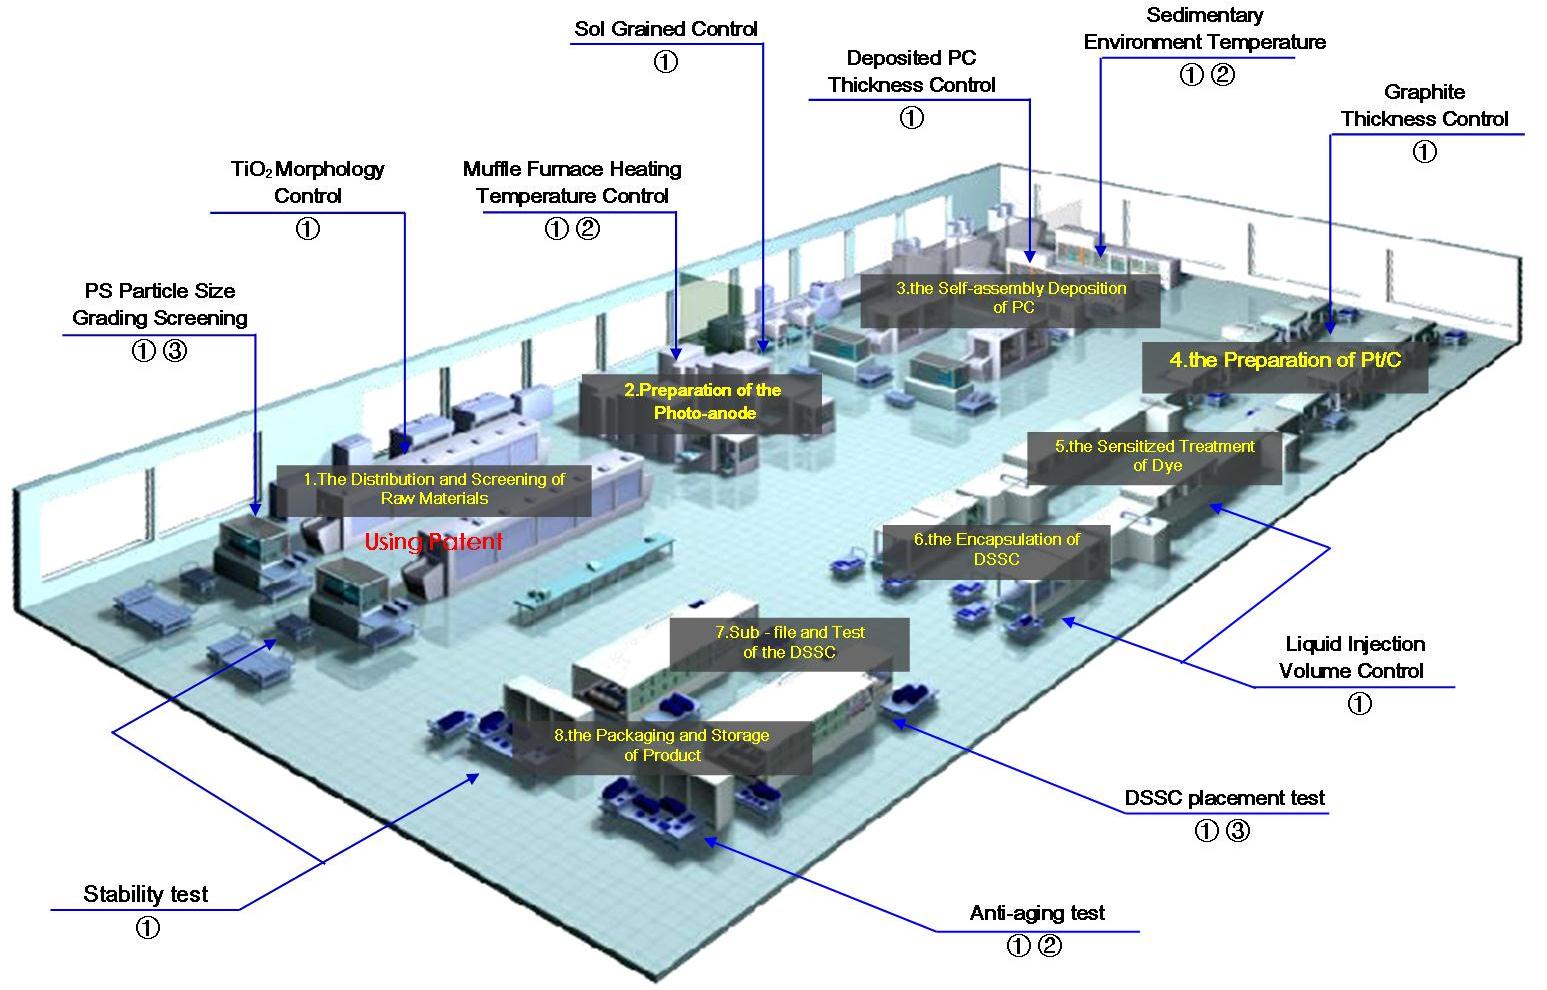 Sol Grained Control
①
Sedimentary
Environment Temperature
① ②
Deposited PC
Thickness Control
①
Graphite
Thickness Control
①
TiO₂ Morphology
Control
①
Muffle Furnace Heating
Temperature Control
① ②
PS Particle Size
Grading Screening
① ③
3.the Self-assembly Deposition
of PC
4.the Preparation of Pt/C
2.Preparation of the
Photo-anode
5.the Sensitized Treatment
of Dye
1.The Distribution and Screening of
Raw Materials
Using Patent
6.the Encapsulation of
DSSC
7.Sub - file and Test
of the DSSC
Liquid Injection
Volume Control
①
8.the Packaging and Storage
of Product
DSSC placement test
① ③
Stability test
①
Anti-aging test
① ②